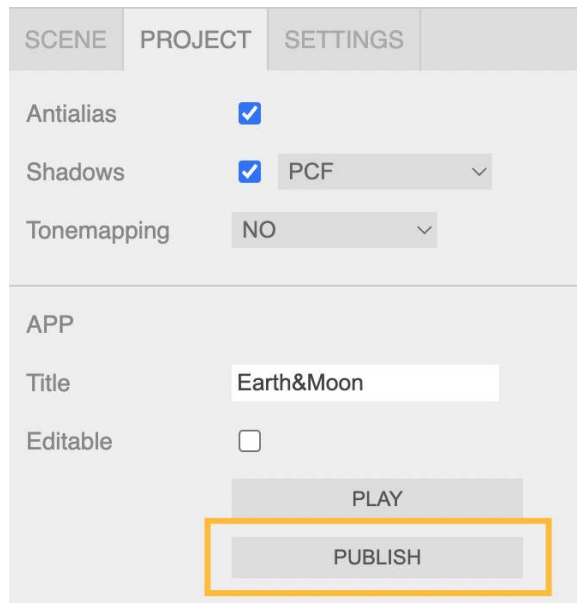 SCENE PROJECT SETTINGS
Antialias
Shadows PCF
Tonemapping NO
APP
Title Earth&Moon
Editable
PLAY
PUBLISH